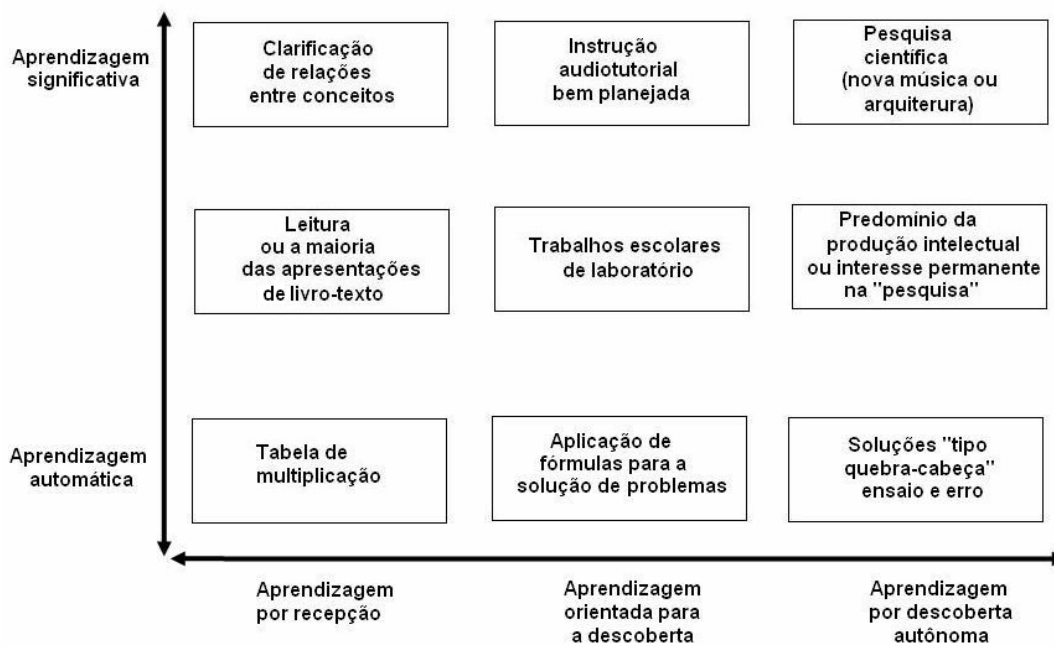 Aprendizagem
significativa
Clarificação
de relações
entre conceitos
Instrução
audiotutorial
bem planejada
Pesquisa
científica
(nova música ou
arquiterura)
Leitura
ou a maioria
das apresentações
de livro-texto
Trabalhos escolares
de laboratório
Predomínio da
produção intelectual
ou interesse permanente
na "pesquisa"
Aprendizagem
automática
Tabela de
multiplicação
Aplicação de
fórmulas para a
solução de problemas
Soluções "tipo
quebra-cabeça"
ensaio e erro
Aprendizagem
por recepção
Aprendizagem
orientada para
a descoberta
Aprendizagem
por descoberta
autônoma